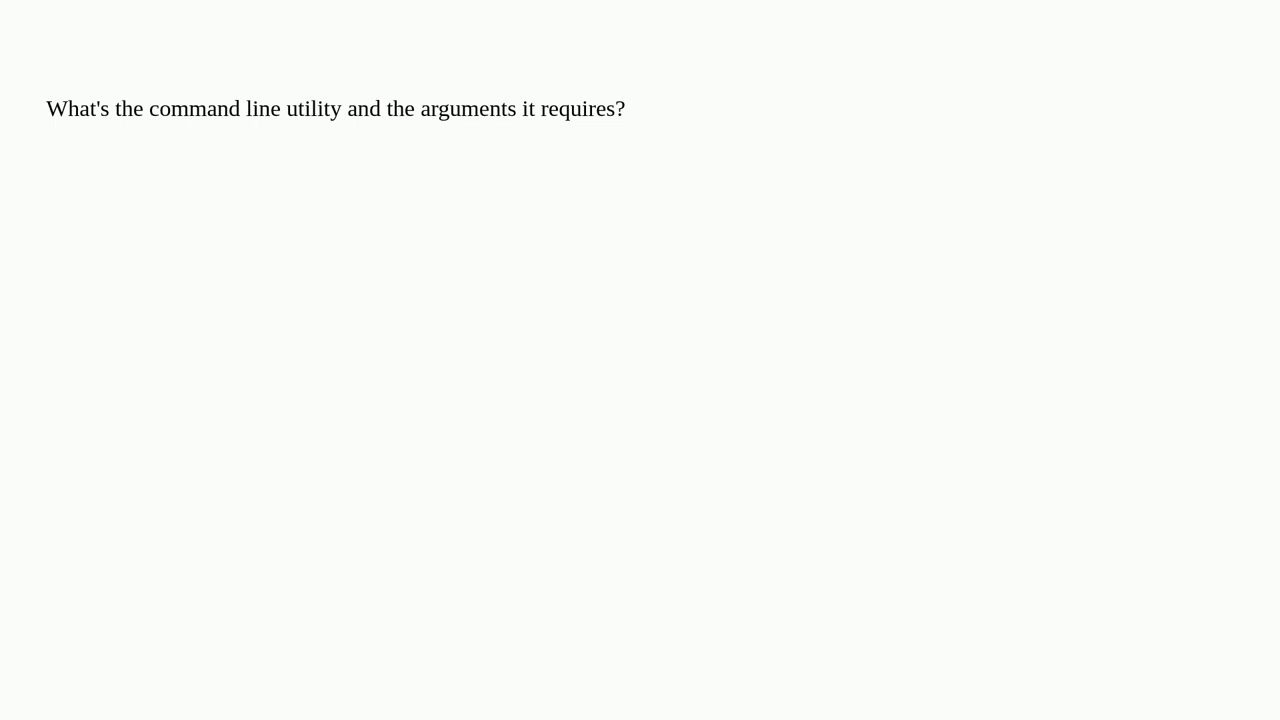 What's the command line utility and the arguments it requires?